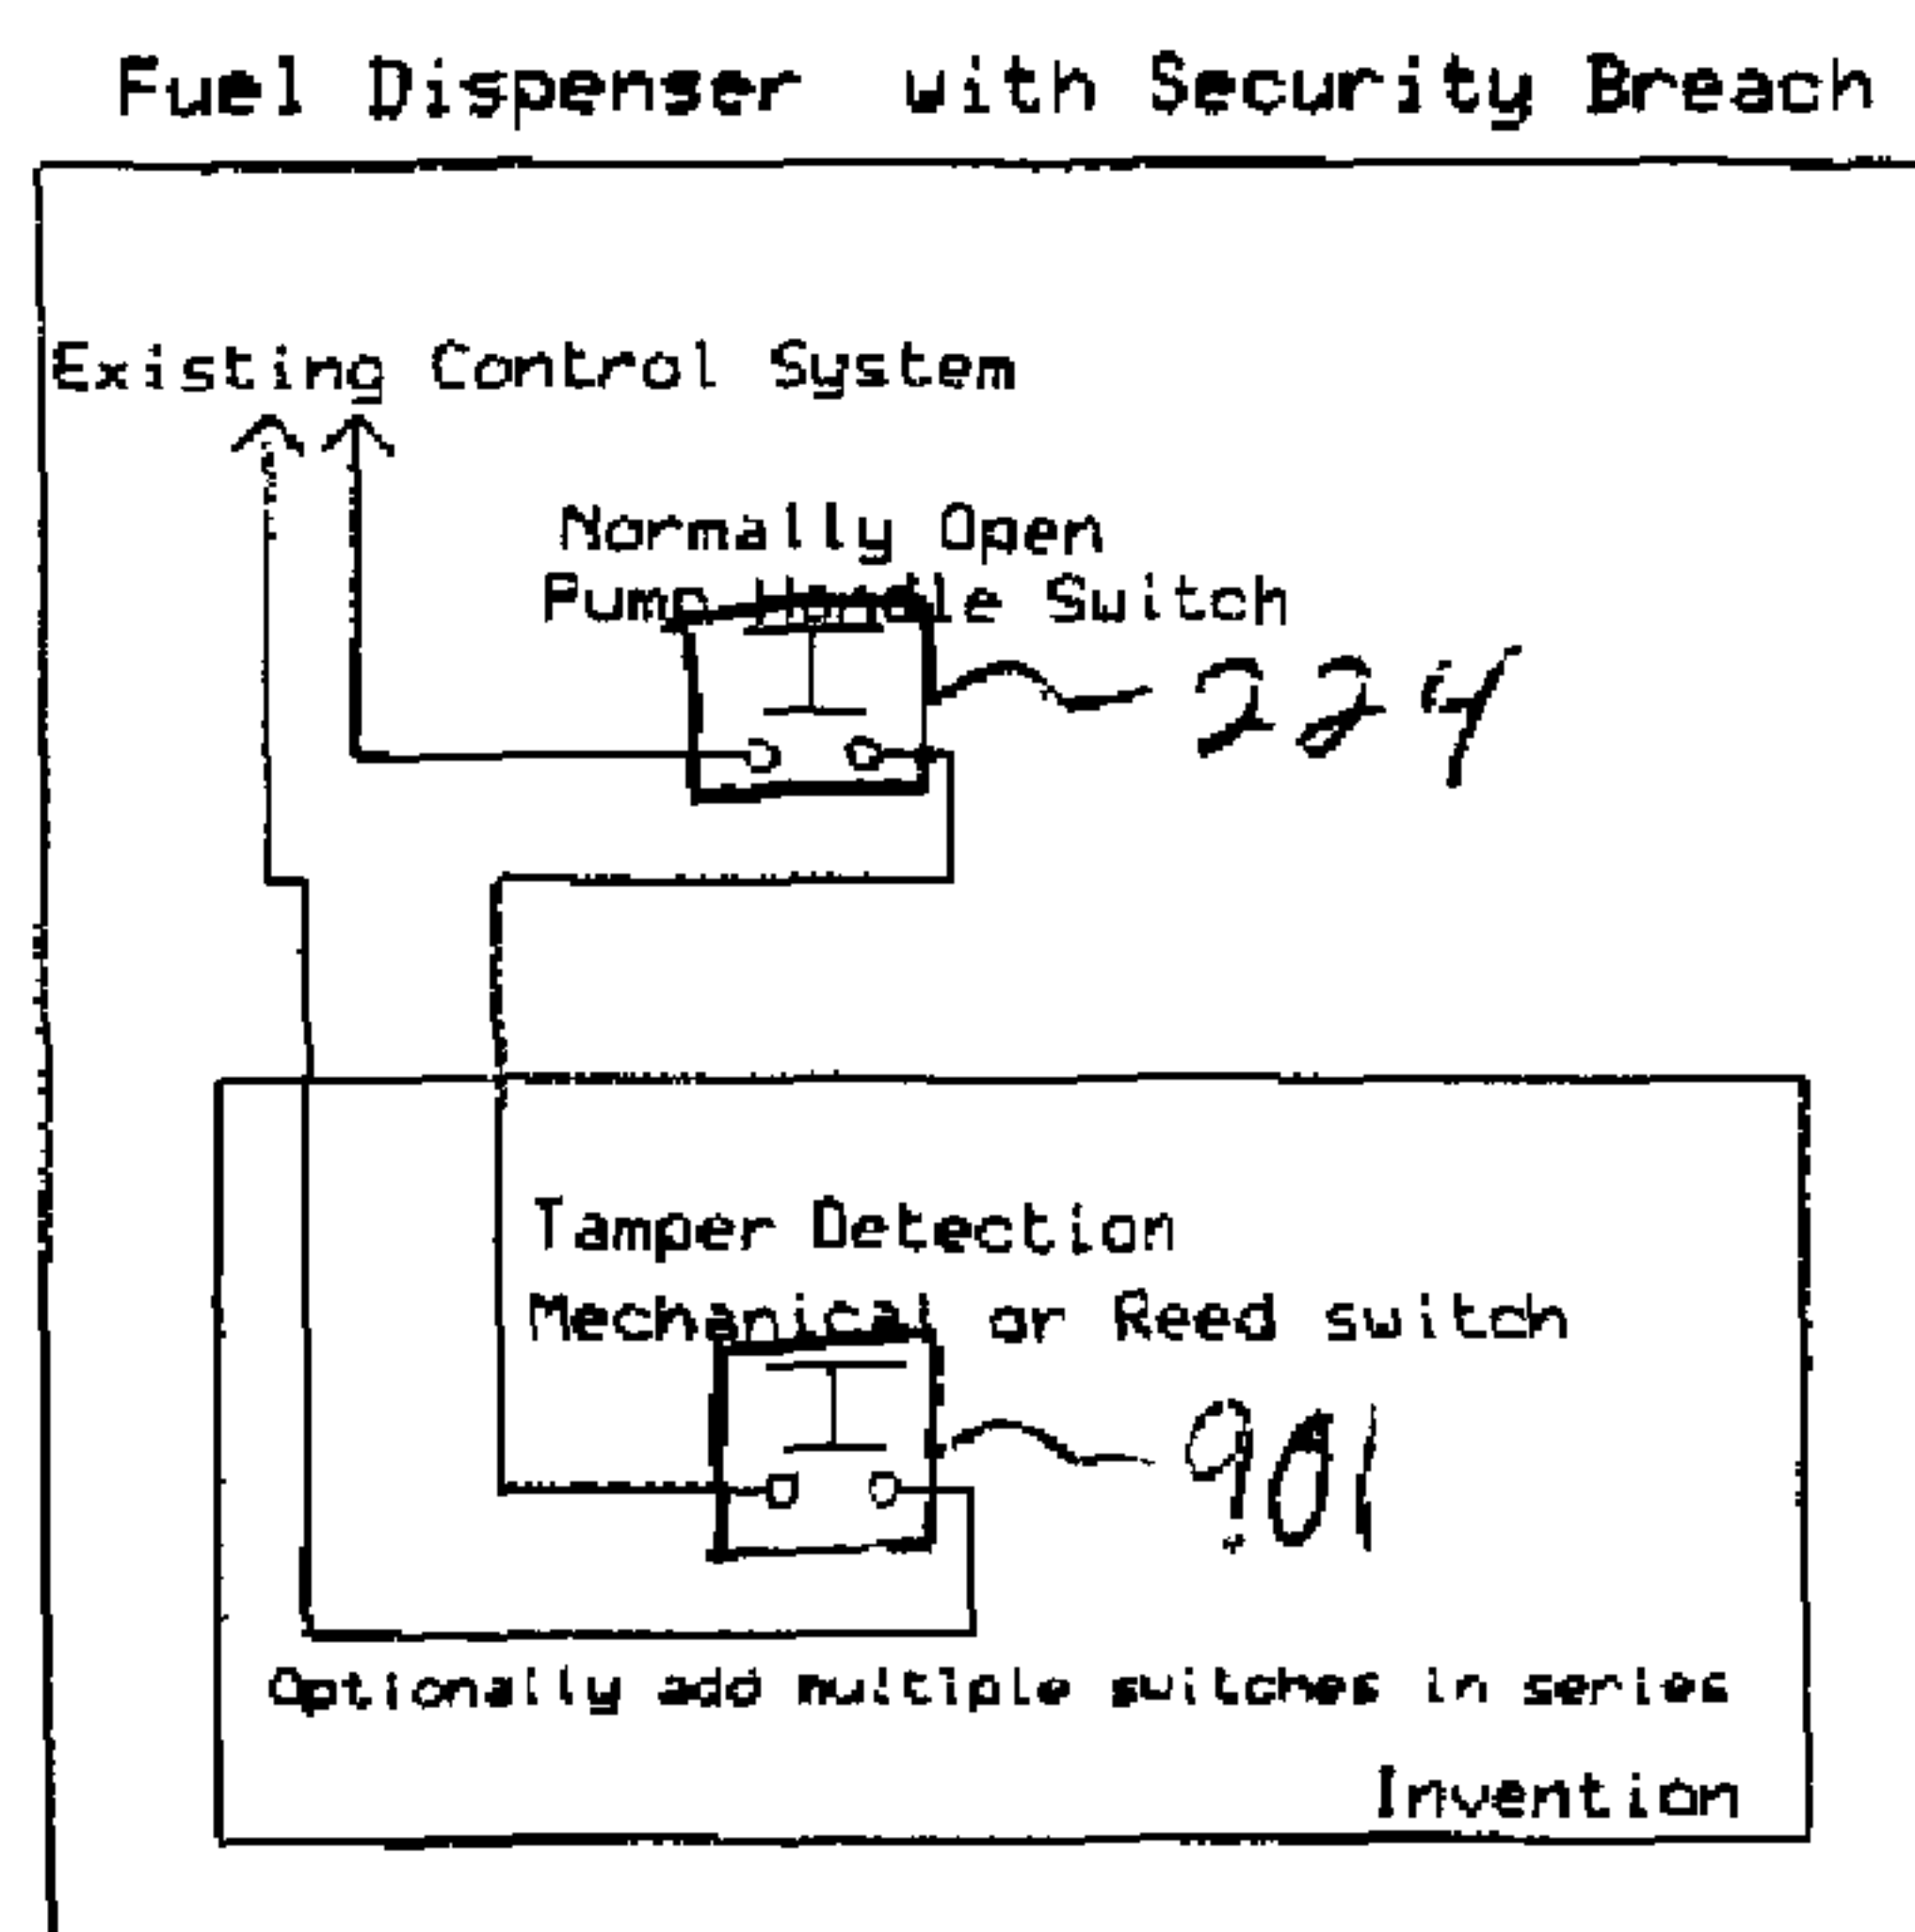 Fuel Dispenser with Security Breach
Existing Control System
Normally Open
Pump Handle Switch
224
Tamper Detection
Mechanical or Reed switch
901
Optionally add multiple switches in series
Invention